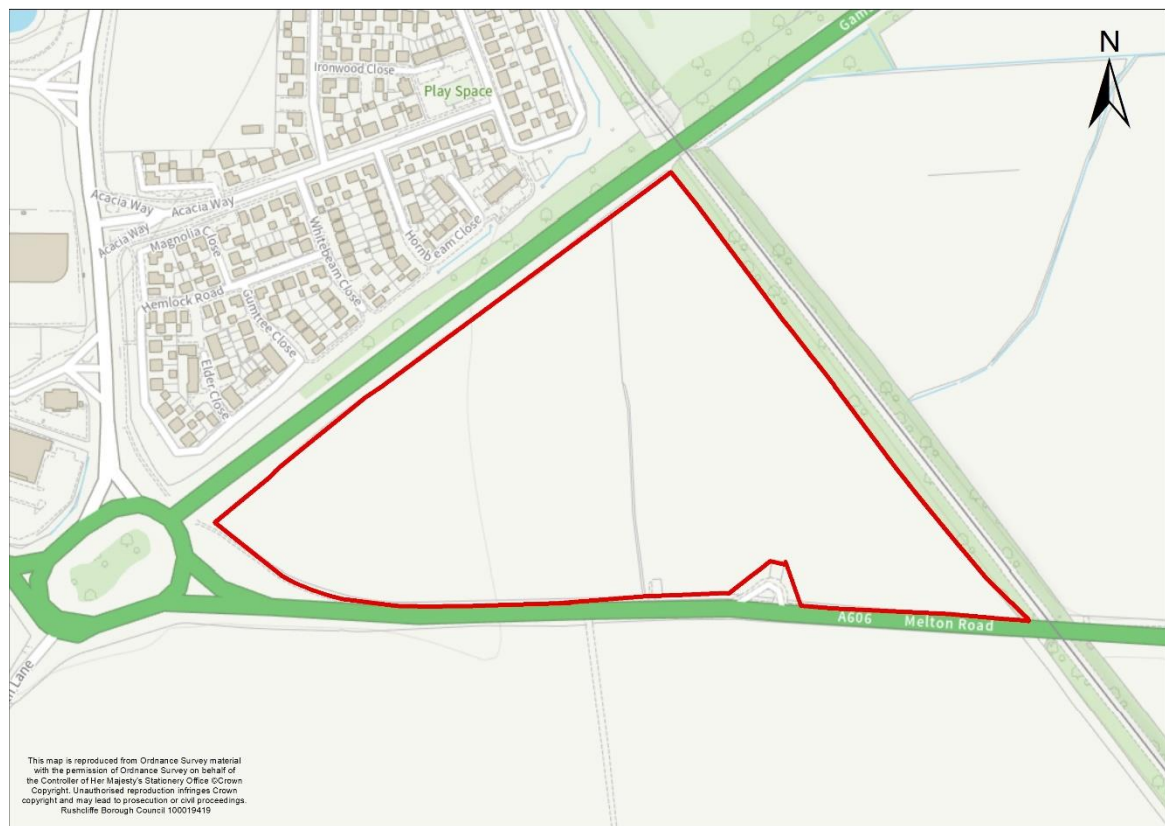 Gam
N
Ironwood Close
Play Space
Acacia Way
Acacia Way
Acacia Way
Magnolia Close
Whitebeam Close
Hornbeam Close
Hemlock Road
Gumtree Close
Elder Close
A606 Melton Road
Lane
This map is reproduced from Ordnance Survey material
with the permission of Ordnance Survey on behalf of
the Controller of Her Majesty's Stationery Office ©Crown
Copyright. Unauthorised reproduction infringes Crown
copyright and may lead to prosecution or civil proceedings.
Rushcliffe Borough Council 100019419